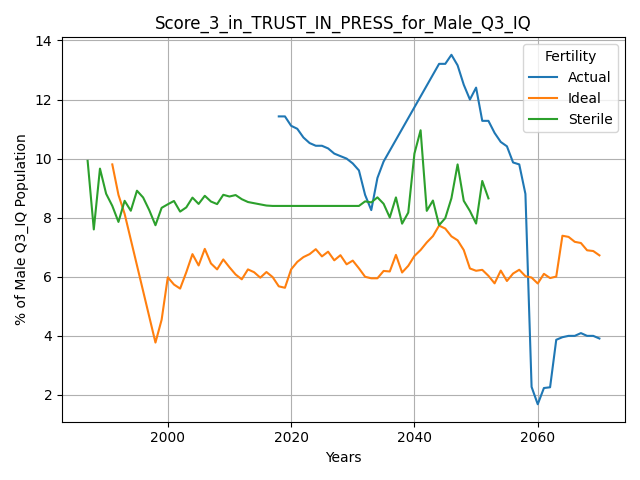 Score_3_in_TRUST_IN_PRESS_for_Male_Q3_IQ
Fertility
Actual
Ideal
Sterile
% of Male Q3_IQ Population
14
12
10
8
6
4
2
2000
2020
2040
2060
Years